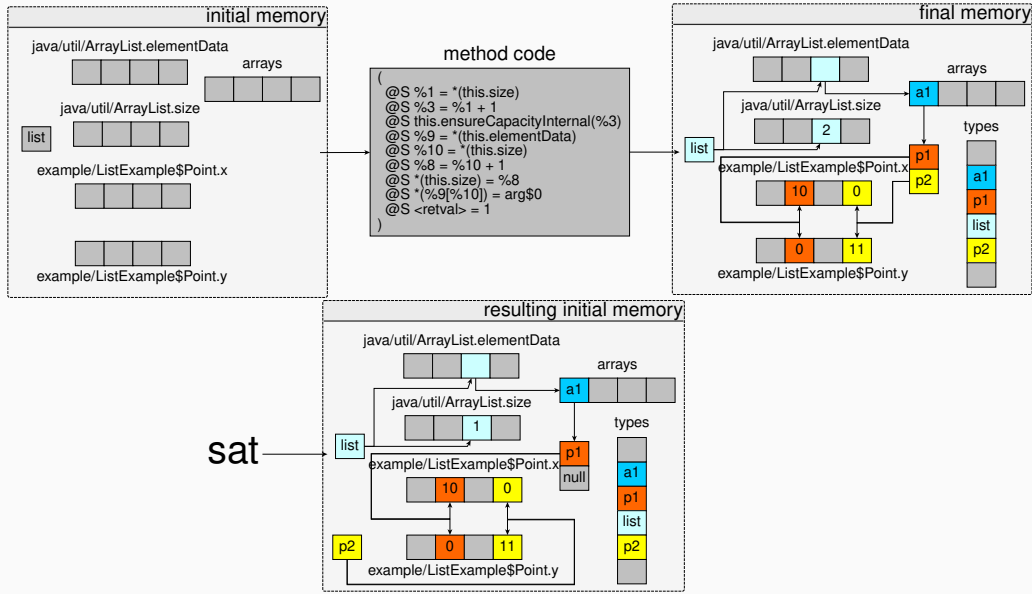 initial memory
java/util/ArrayList.elementData
arrays
java/util/ArrayList.size
list
example/ListExample$Point.x
example/ListExample$Point.y
method code
(
@S %1 = *(this.size)
@S %3 = %1 + 1
@S this.ensureCapacityInternal(%3)
@S %9 = *(this.elementData)
@S %10 = *(this.size)
@S %8 = %10 + 1
@S *(this.size) = %8
@S *(%9[%10]) = arg$0
@S <retval> = 1
)
final memory
java/util/ArrayList.elementData
arrays
a1
java/util/ArrayList.size
types
2
list
p1
example/ListExample$Point.x
p2
a1
10 0
p1
list
0 11
p2
example/ListExample$Point.y
resulting initial memory
java/util/ArrayList.elementData
arrays
a1
java/util/ArrayList.size
types
1
sat
list
p1
example/ListExample$Point.x
null
a1
10 0
p1
list
p2
0 11
p2
example/ListExample$Point.y